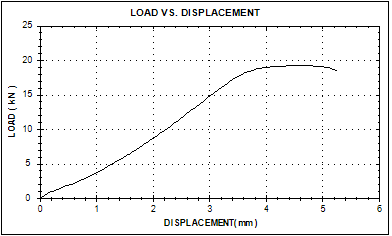 LOAD VS. DISPLACEMENT
25
20
15
10
5
0
LOAD ( kN )
0 1 2 3 4 5 6
DISPLACEMENT(mm)